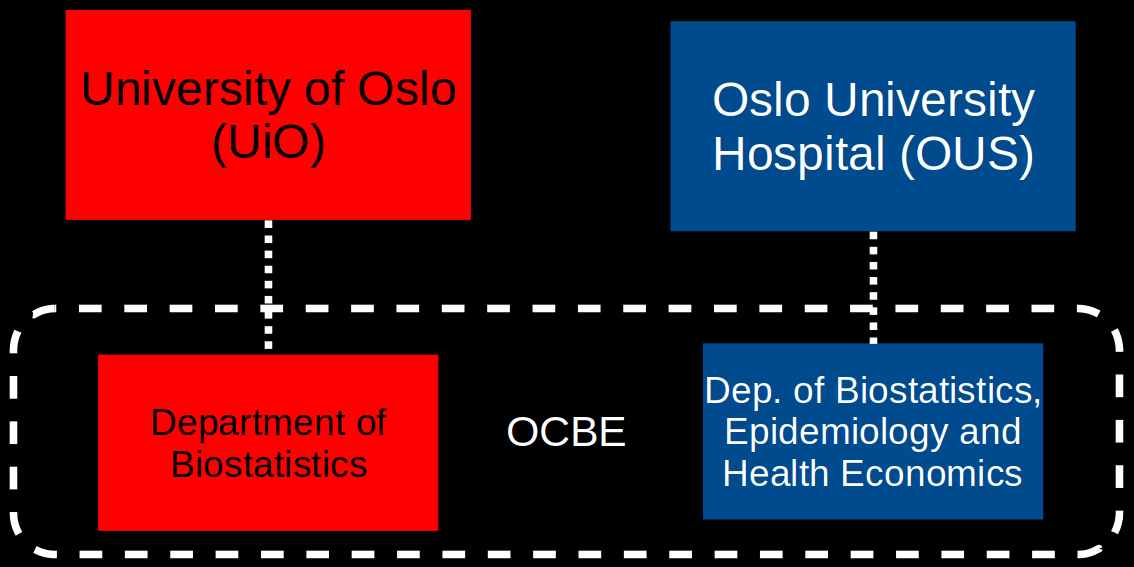 University of Oslo
(UiO)
Oslo University
Hospital (OUS)
Department of
Biostatistics
OCBE
Dep. of Biostatistics,
Epidemiology and
Health Economics